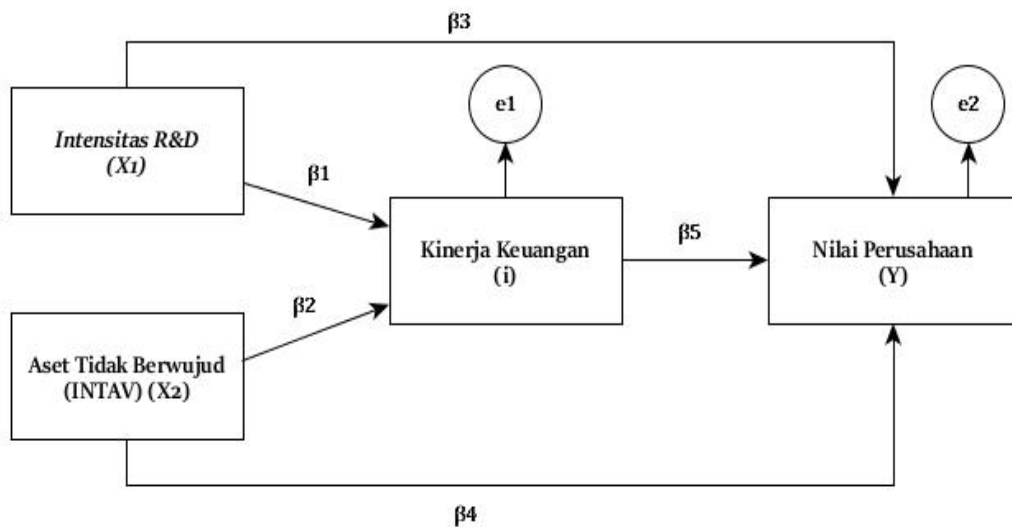 β3
e1
e2
Intensitas R&D
(X1)
β1
Kinerja Keuangan
(i)
β5
Nilai Perusahaan
(Y)
β2
Aset Tidak Berwujud
(INTAV) (X2)
β4